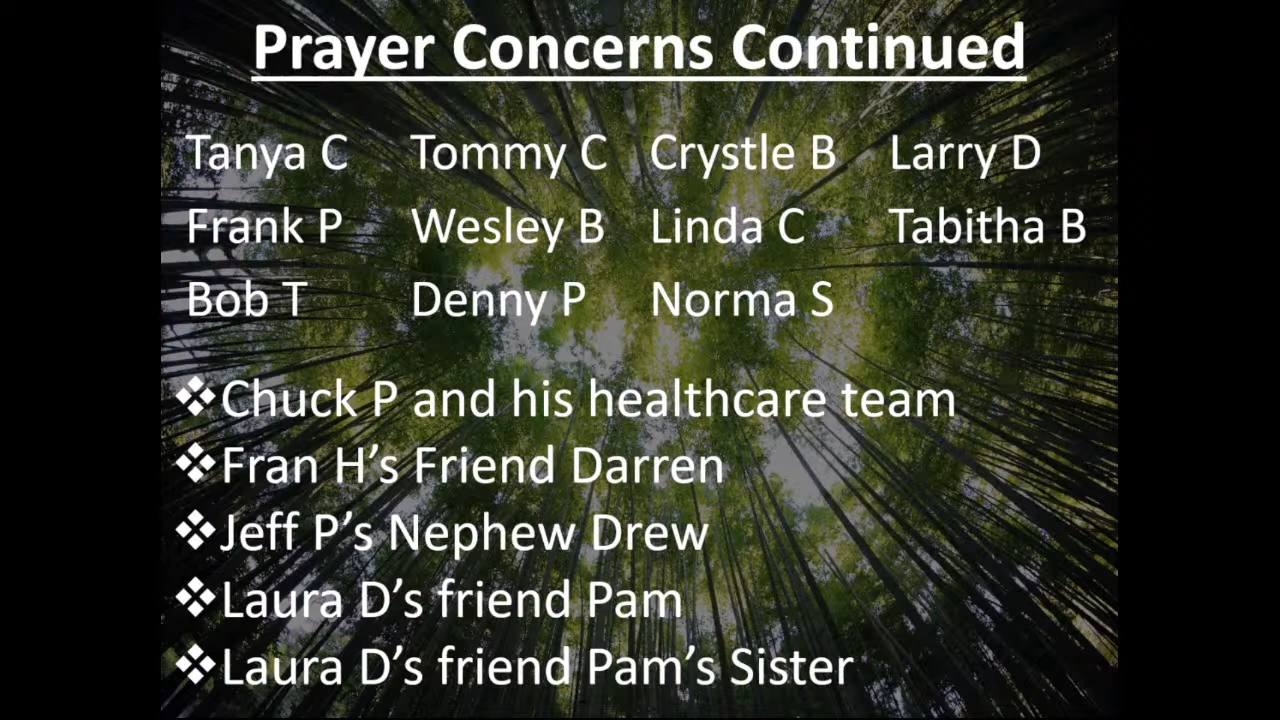 Prayer Concerns Continued
Tanya C Tommy C Crystle B Larry D
Frank P Wesley B Linda C Tabitha B
Bob T Denny P Norma S
❖Chuck P and his healthcare team
❖Fran H’s Friend Darren
❖Jeff P’s Nephew Drew
❖Laura D’s friend Pam
❖Laura D’s friend Pam’s Sister